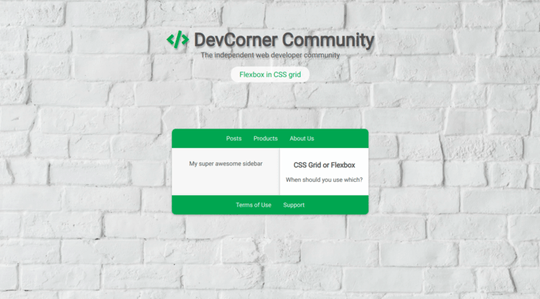 </> DevCorner Community
The independent web developer community
Flexbox in CSS grid
Posts Products About Us
My super awesome sidebar
CSS Grid or Flexbox
When should you use which?
Terms of Use Support